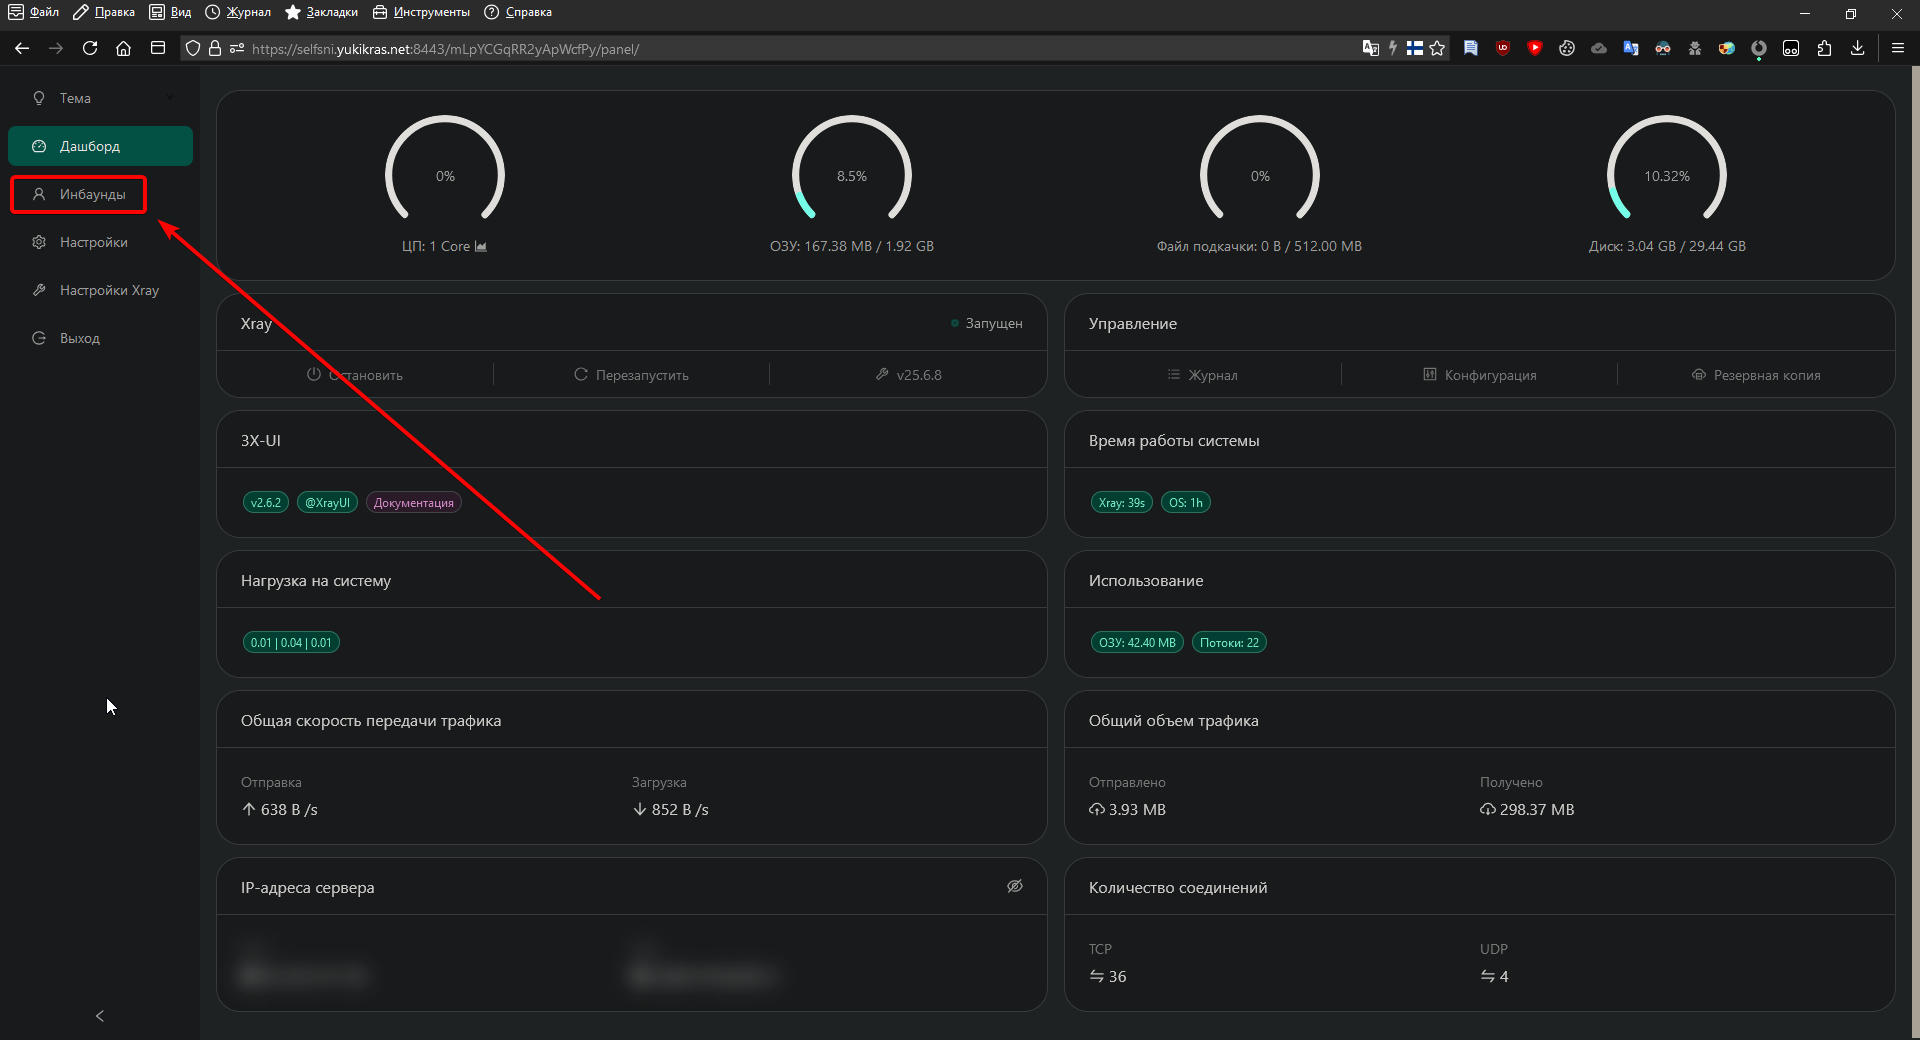 Файл Правка Вид Журнал Закладки Инструменты Справка
https://selfsni.yukikras.net:8443/mLpYCGqRR2yApWcfPy/panel/
Тема
Дашборд
Инбаунды
Настройки
Настройки Xray
Выход
0% 8.5% 0% 10.32%
ЦП: 1 Core ОЗУ: 167.38 MB / 1.92 GB Файл подкачки: 0 B / 512.00 MB Диск: 3.04 GB / 29.44 GB
Xray Запущен
Остановить Перезапустить v25.6.8
Управление
Журнал Конфигурация Резервная копия
3X-UI
v2.6.2 @XrayUI Документация
Время работы системы
Xray: 39s OS: 1h
Нагрузка на систему
0.01 | 0.04 | 0.01
Использование
ОЗУ: 42.40 MB Потоки: 22
Общая скорость передачи трафика
Отправка Загрузка
638 B /s 852 B /s
Общий объем трафика
Отправлено Получено
3.93 MB 298.37 MB
IP-адреса сервера
Количество соединений
TCP UDP
36 4